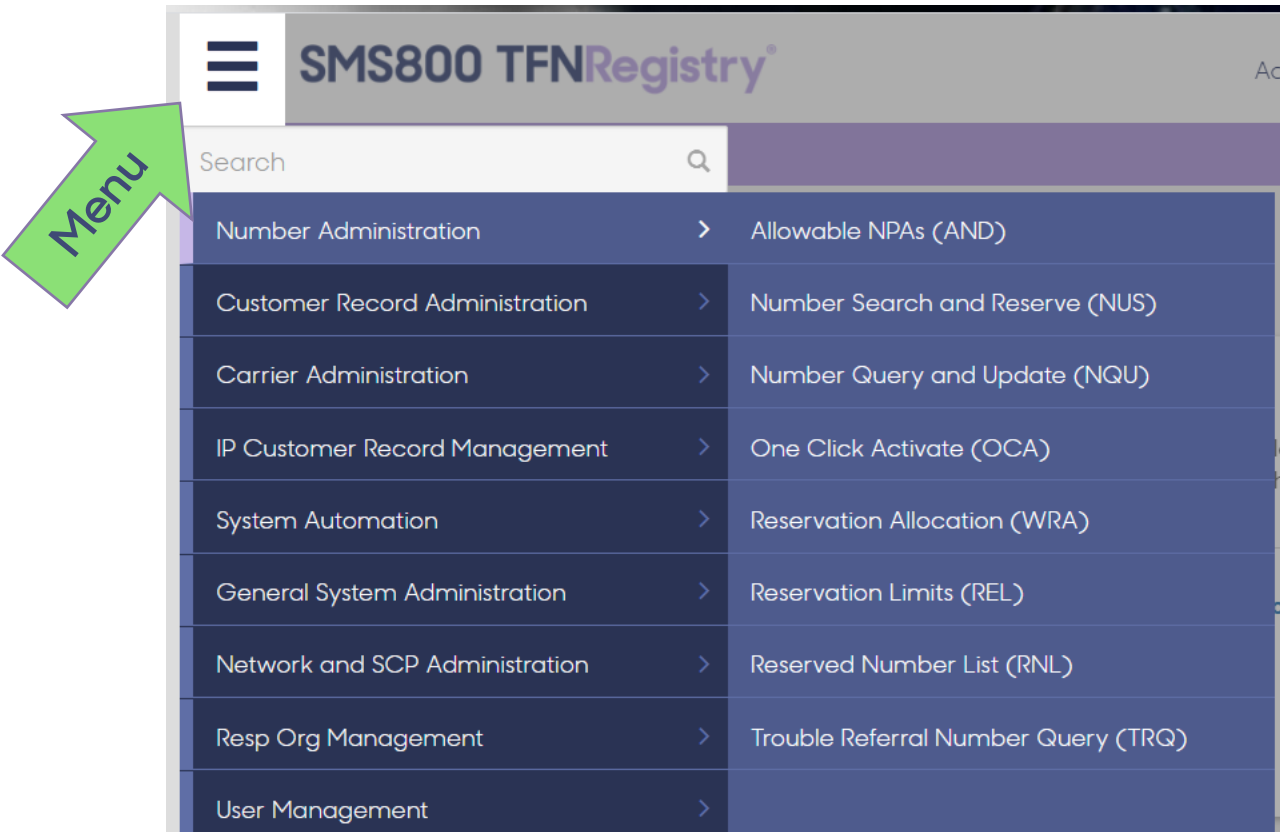 SMS800 TFNRegistry®
Ac
Menu
Search
Number Administration
Customer Record Administration
Carrier Administration
IP Customer Record Management
System Automation
General System Administration
Network and SCP Administration
Resp Org Management
User Management
Allowable NPAs (AND)
Number Search and Reserve (NUS)
Number Query and Update (NQU)
One Click Activate (OCA)
Reservation Allocation (WRA)
Reservation Limits (REL)
Reserved Number List (RNL)
Trouble Referral Number Query (TRQ)